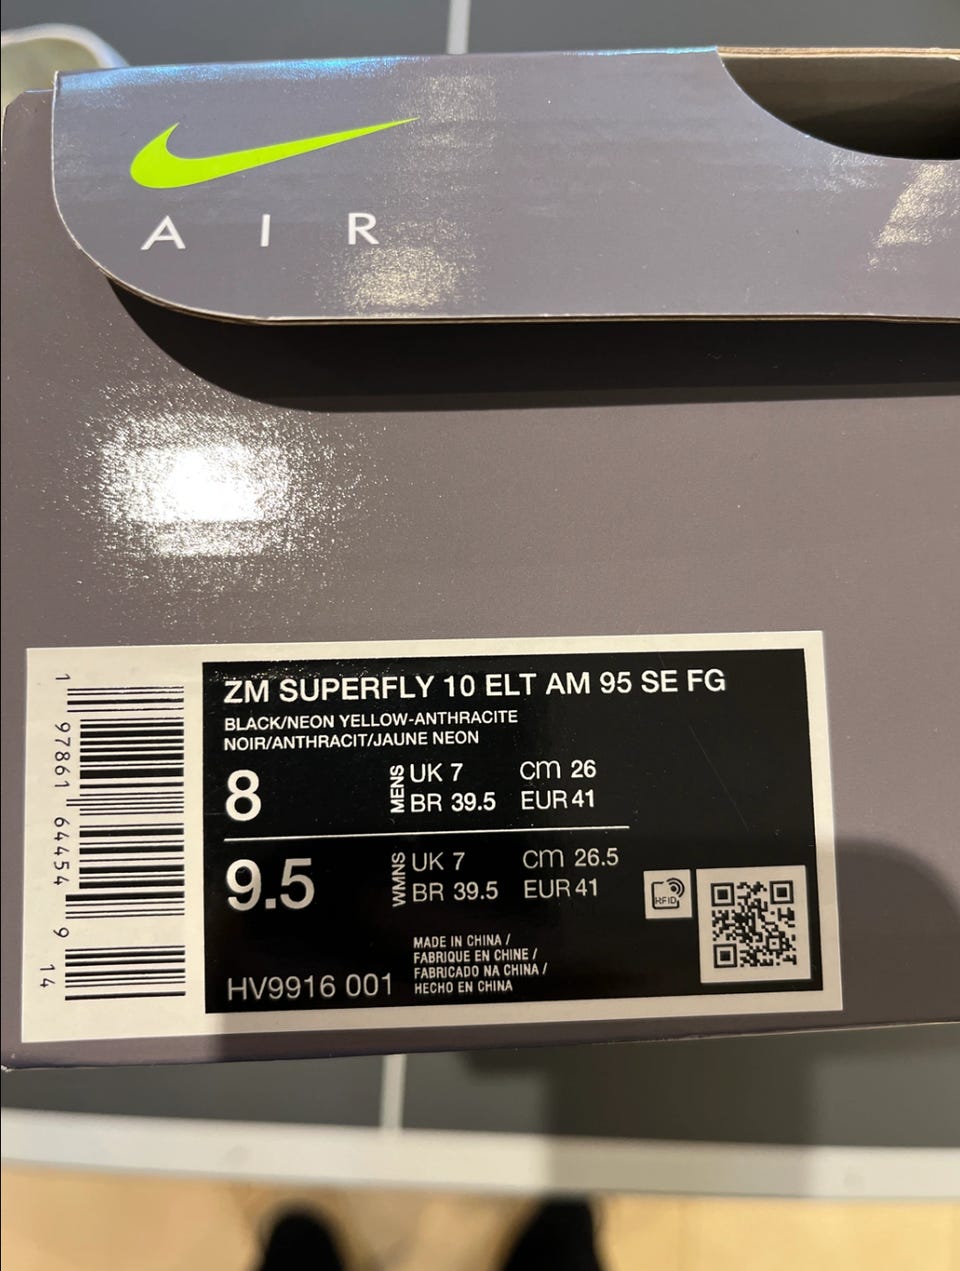 AIR
1 97861 64454 9 14
ZM SUPERFLY 10 ELT AM 95 SE FG
BLACK/NEON YELLOW-ANTHRACITE
NOIR/ANTHRACIT/JAUNE NEON
8 MENS UK 7 cm 26
BR 39.5 EUR 41
9.5 WMNS UK 7 cm 26.5
BR 39.5 EUR 41
RFID
MADE IN CHINA /
FABRIQUE EN CHINE /
FABRICADO NA CHINA /
HECHO EN CHINA
HV9916 001